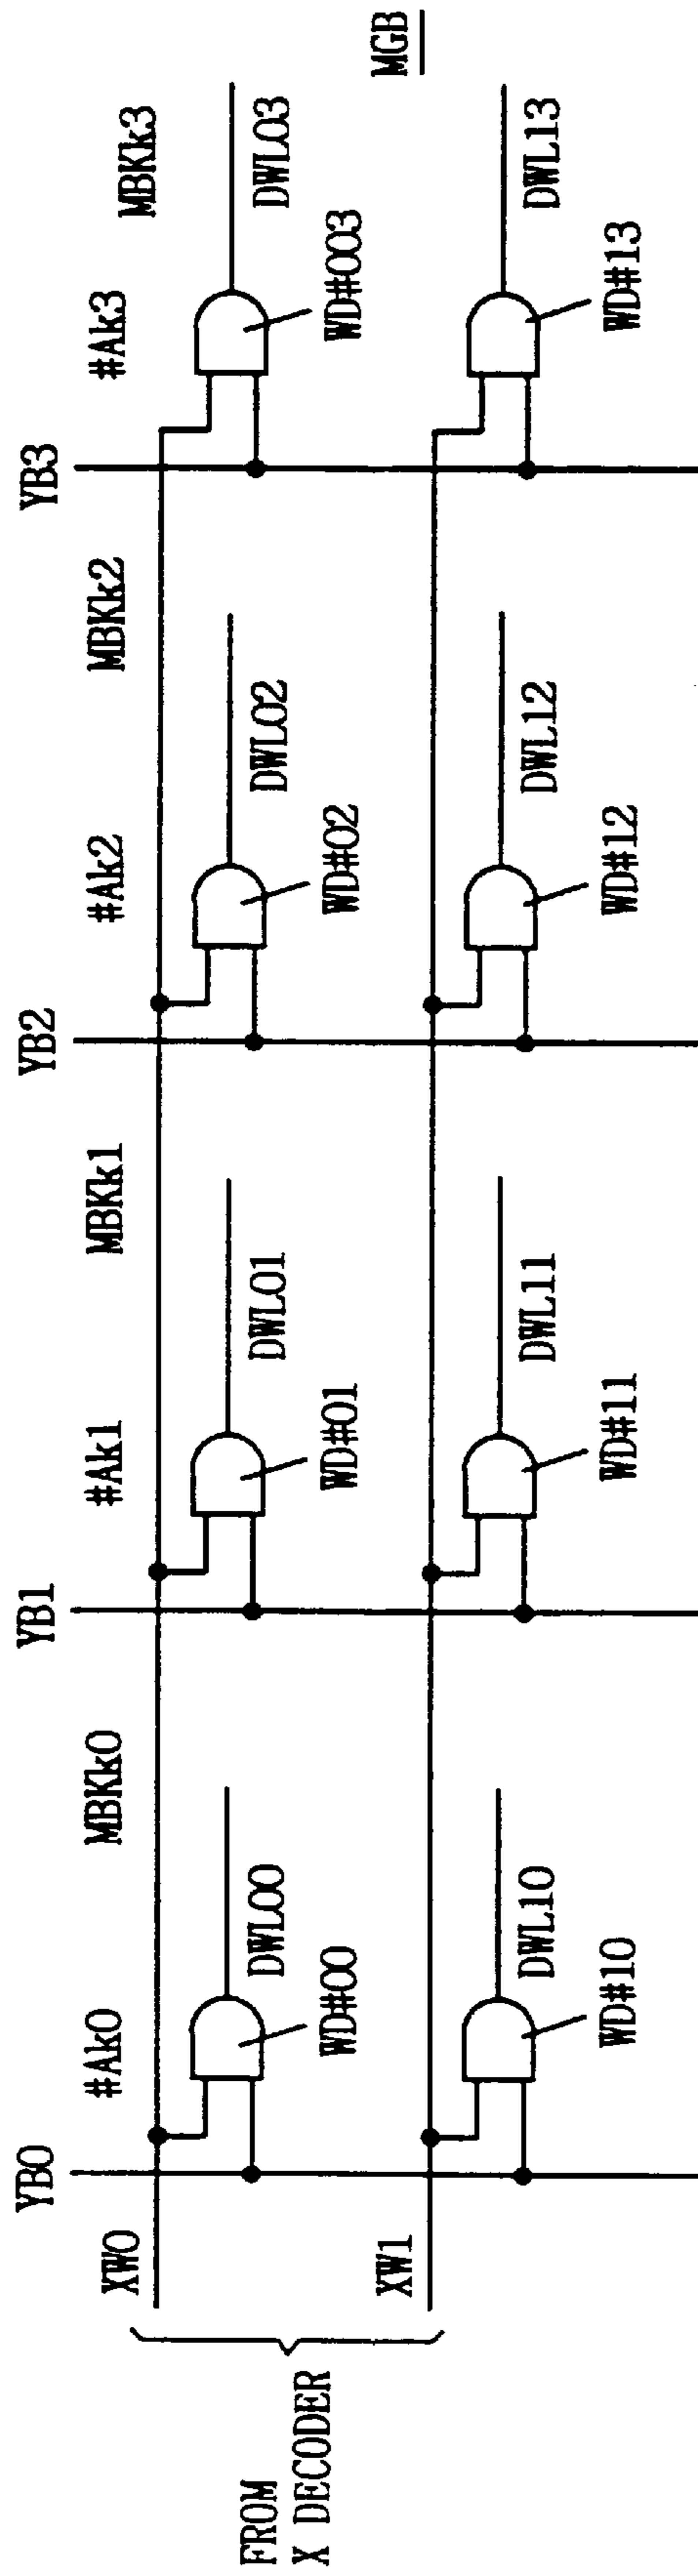 YB0
YB1
YB2
YB3
#Ak0
MBKk0
#Ak1
MBKk1
#Ak2
MBKk2
#Ak3
MBKk3
XW0
DWL00
DWL01
DWL02
DWL03
WD#00
WD#01
WD#02
WD#003
MGB
XW1
DWL10
DWL11
DWL12
DWL13
WD#10
WD#11
WD#12
WD#13
FROM
X DECODER